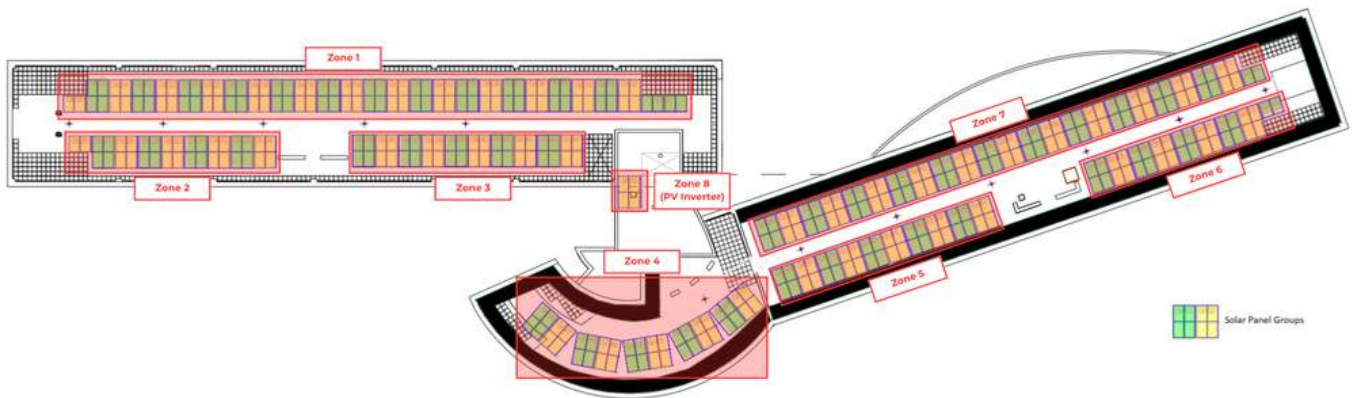 Zone 1
Zone 2
Zone 3
Zone 8
(PV Inverter)
Zone 4
Zone 7
Zone 6
Zone 5
Solar Panel Groups